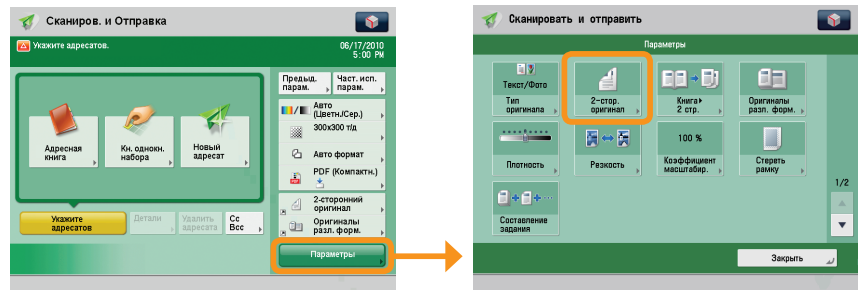 Сканиров. и Отправка
Укажите адресатов.
06/17/2010
5:00 PM
Предыд.
парам.
Част. исп.
парам.
Авто
(Цветн./Сер.)
300x300 т/д
Авто формат
PDF (Компактн.)
2-сторонний
оригинал
Оригиналы
разл. форм.
Параметры
Адресная
книга
Кн. однокн.
набора
Новый
адресат
Укажите
адресатов
Детали
Удалить
адресата
Cc
Bcc
Сканировать и отправить
Параметры
Текст/Фото
Тип
оригинала
2-стор.
оригинал
Книга▸
2 стр.
Оригиналы
разл. форм.
Плотность
Резкость
100 %
Коэффициент
масштабир.
Стереть
рамку
Составление
задания
1/2
Закрыть